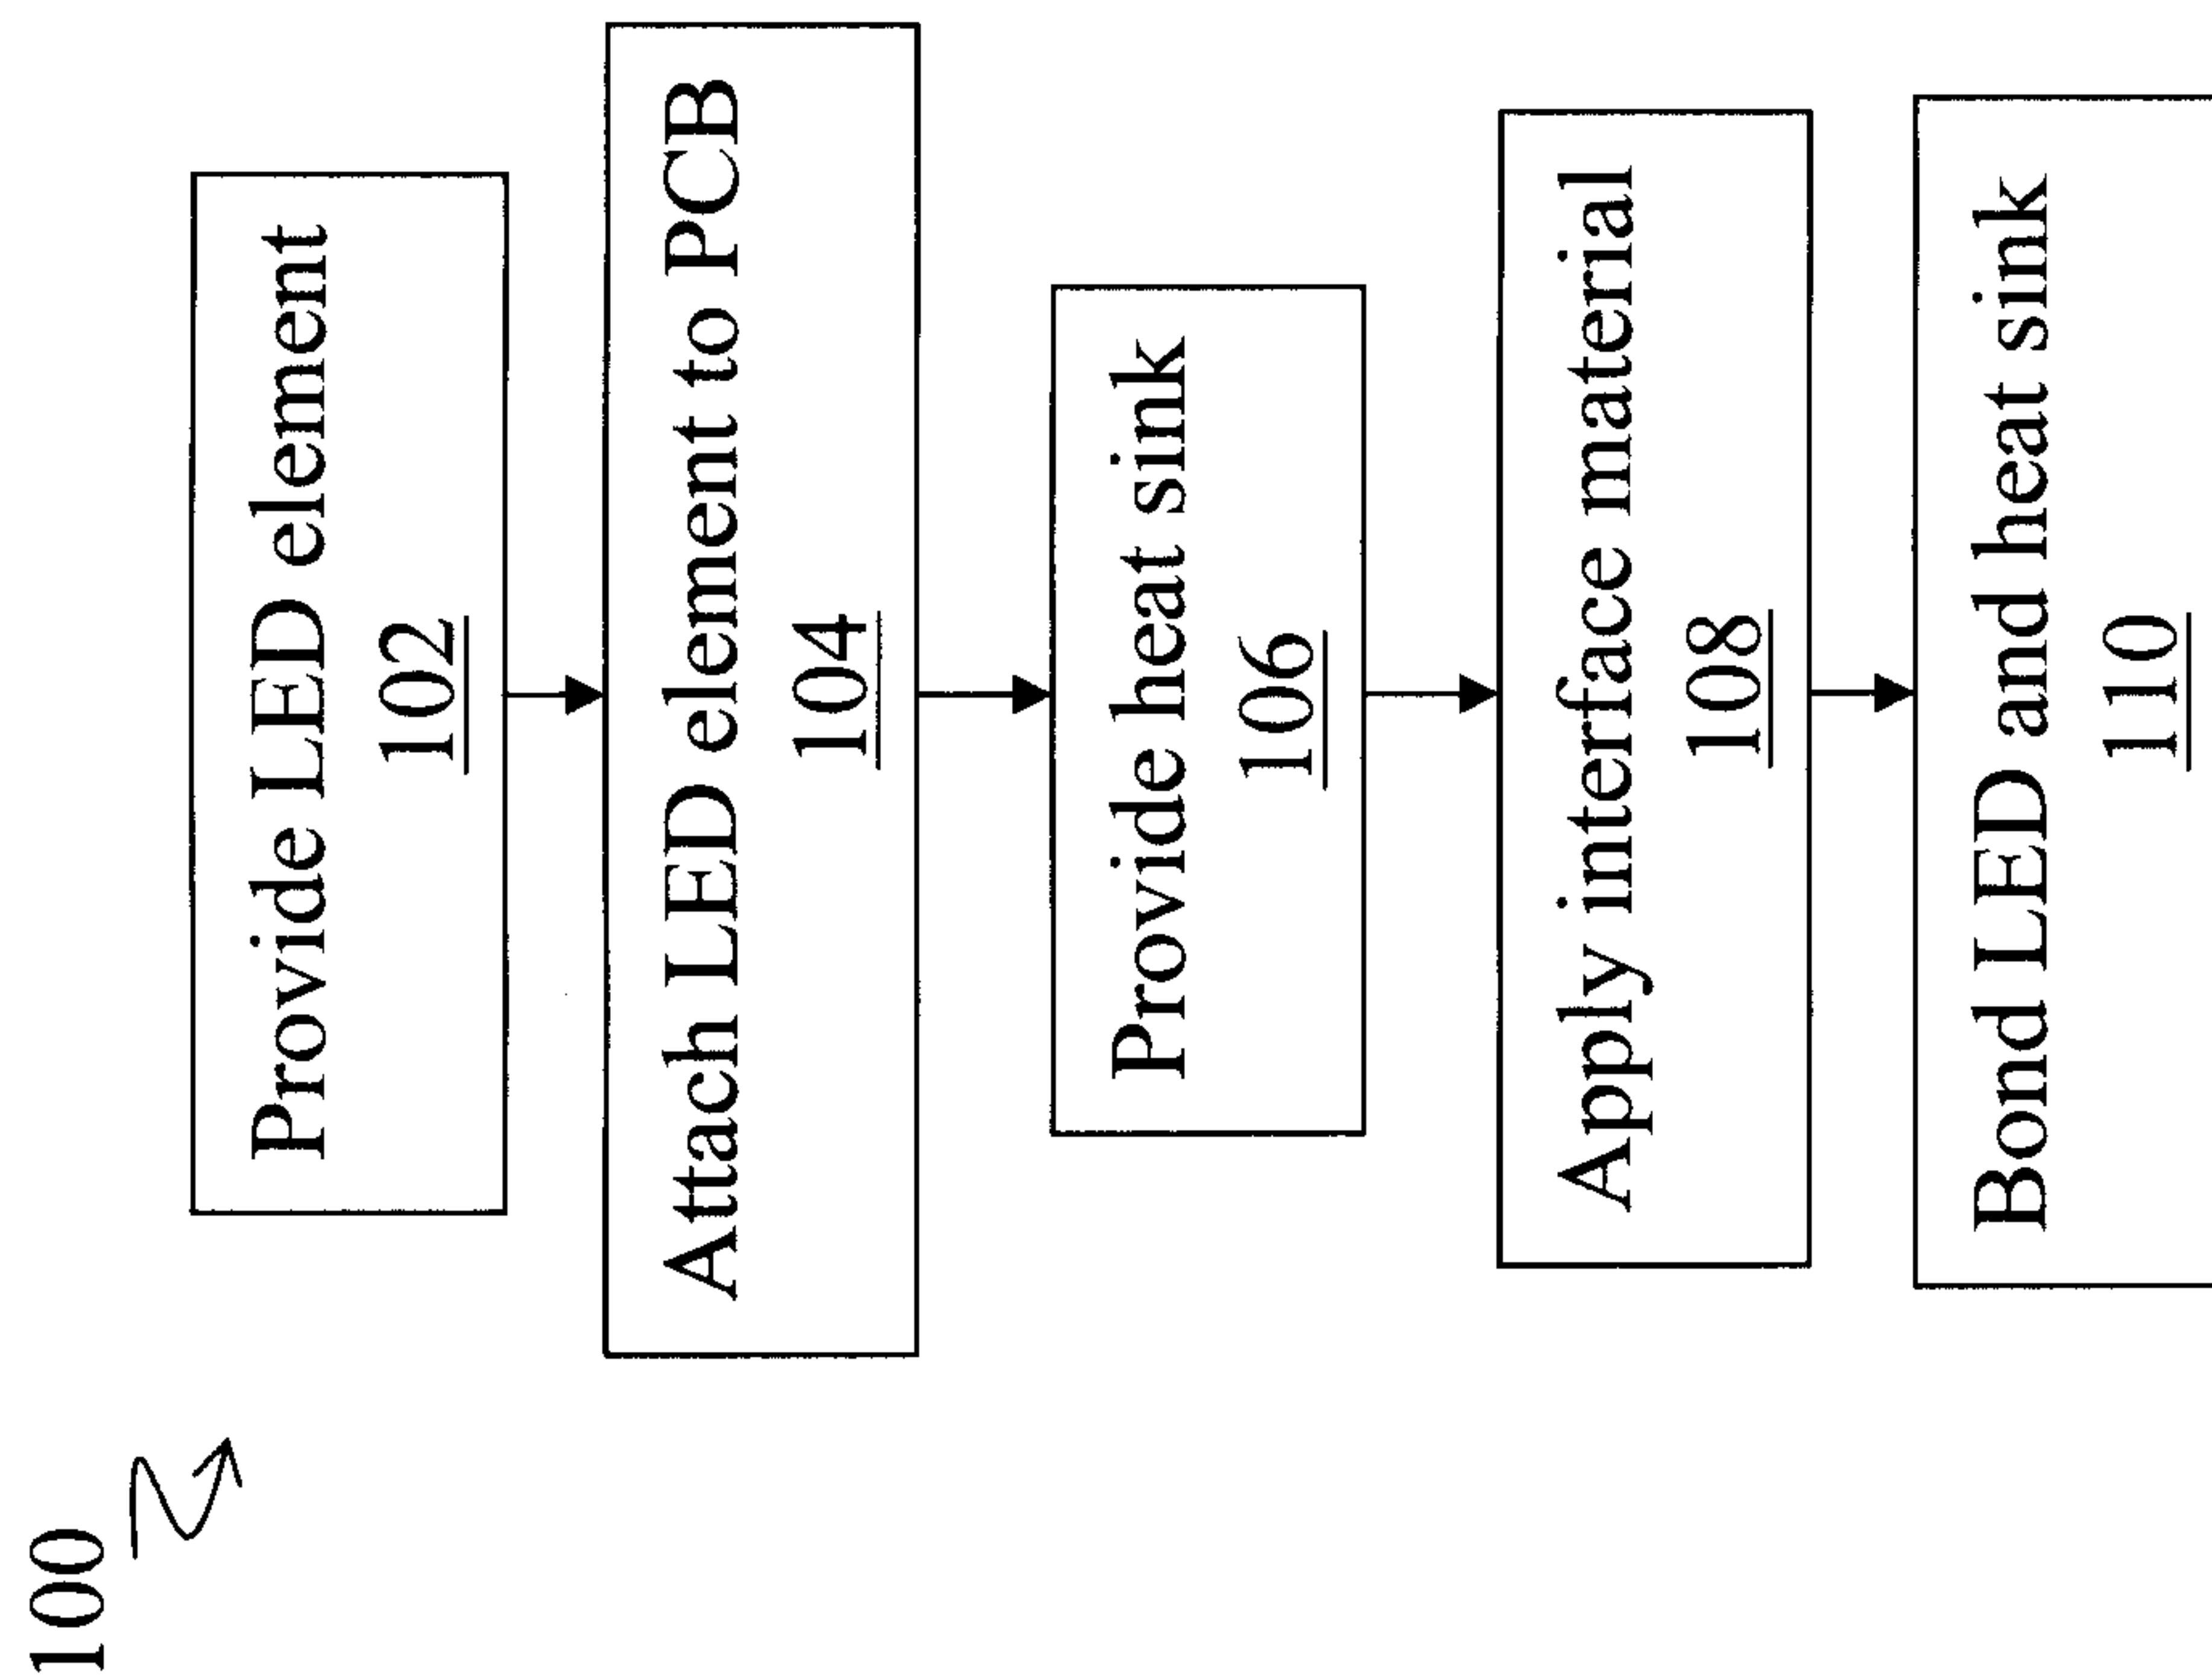 100
Provide LED element
102
Attach LED element to PCB
104
Provide heat sink
106
Apply interface material
108
Bond LED and heat sink
110